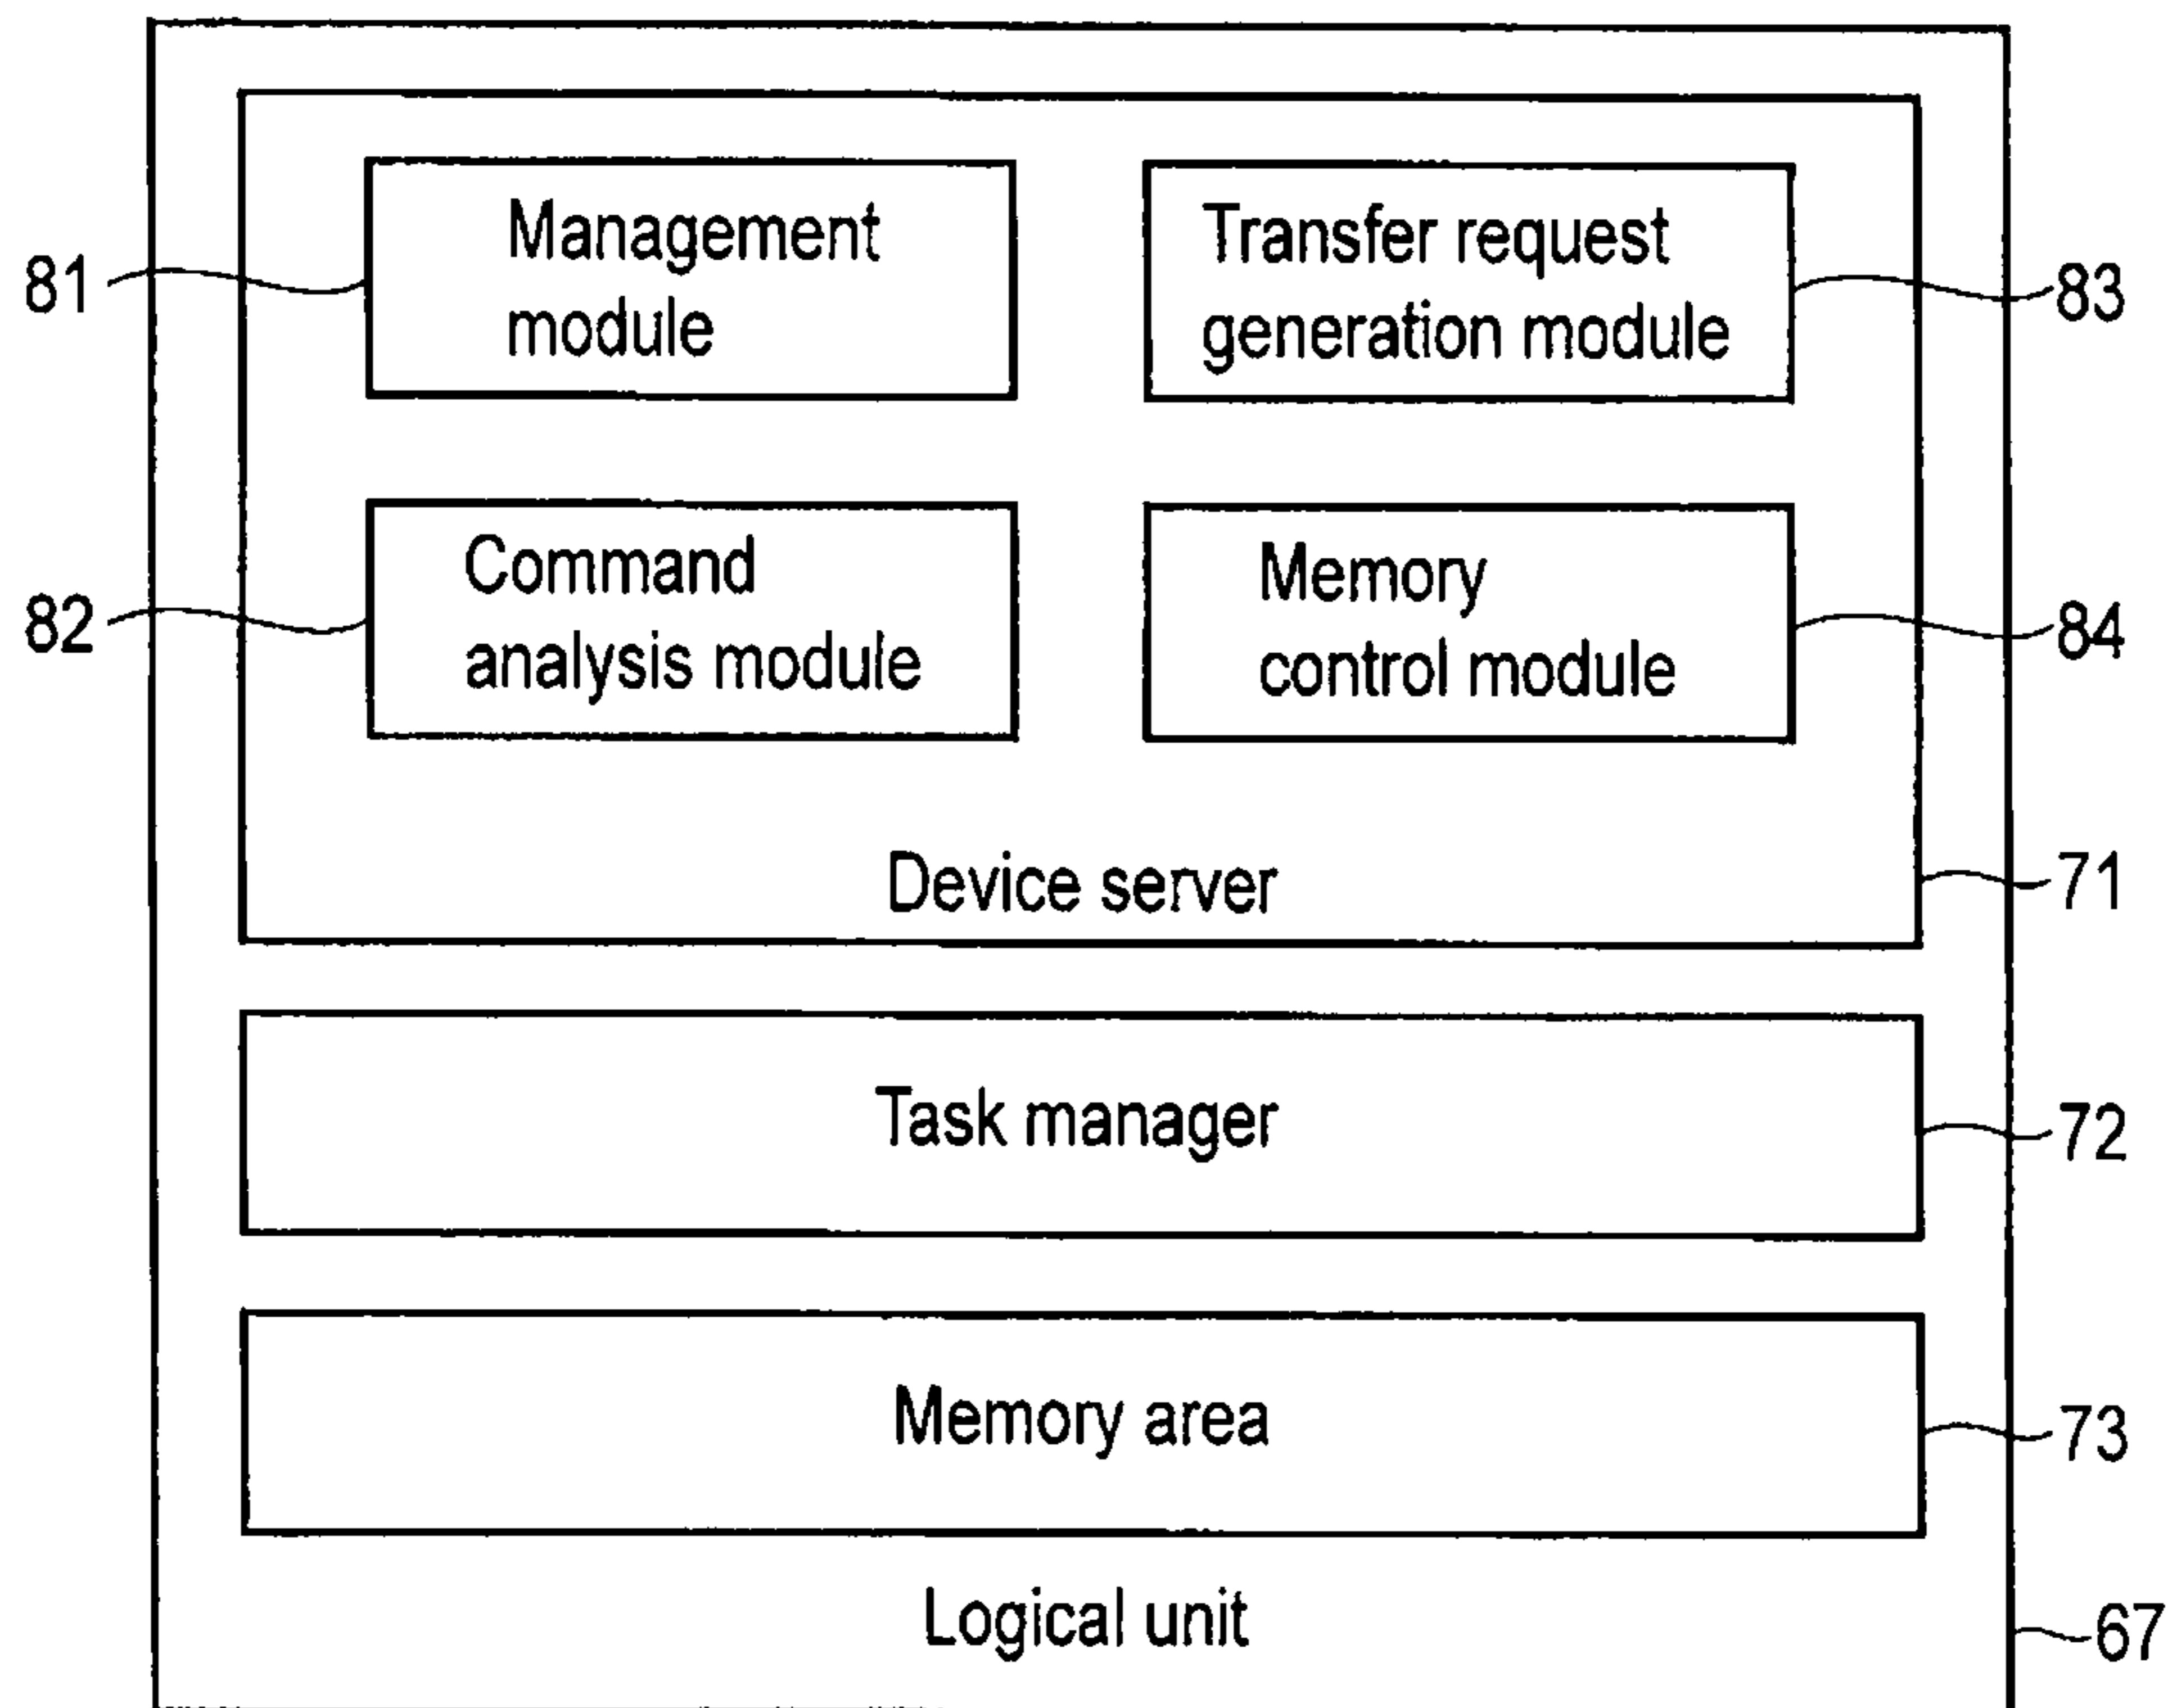 Management
module
Transfer request
generation module
81
83
Command
analysis module
Memory
control module
82
84
Device server
71
Task manager
72
Memory area
73
Logical unit
67